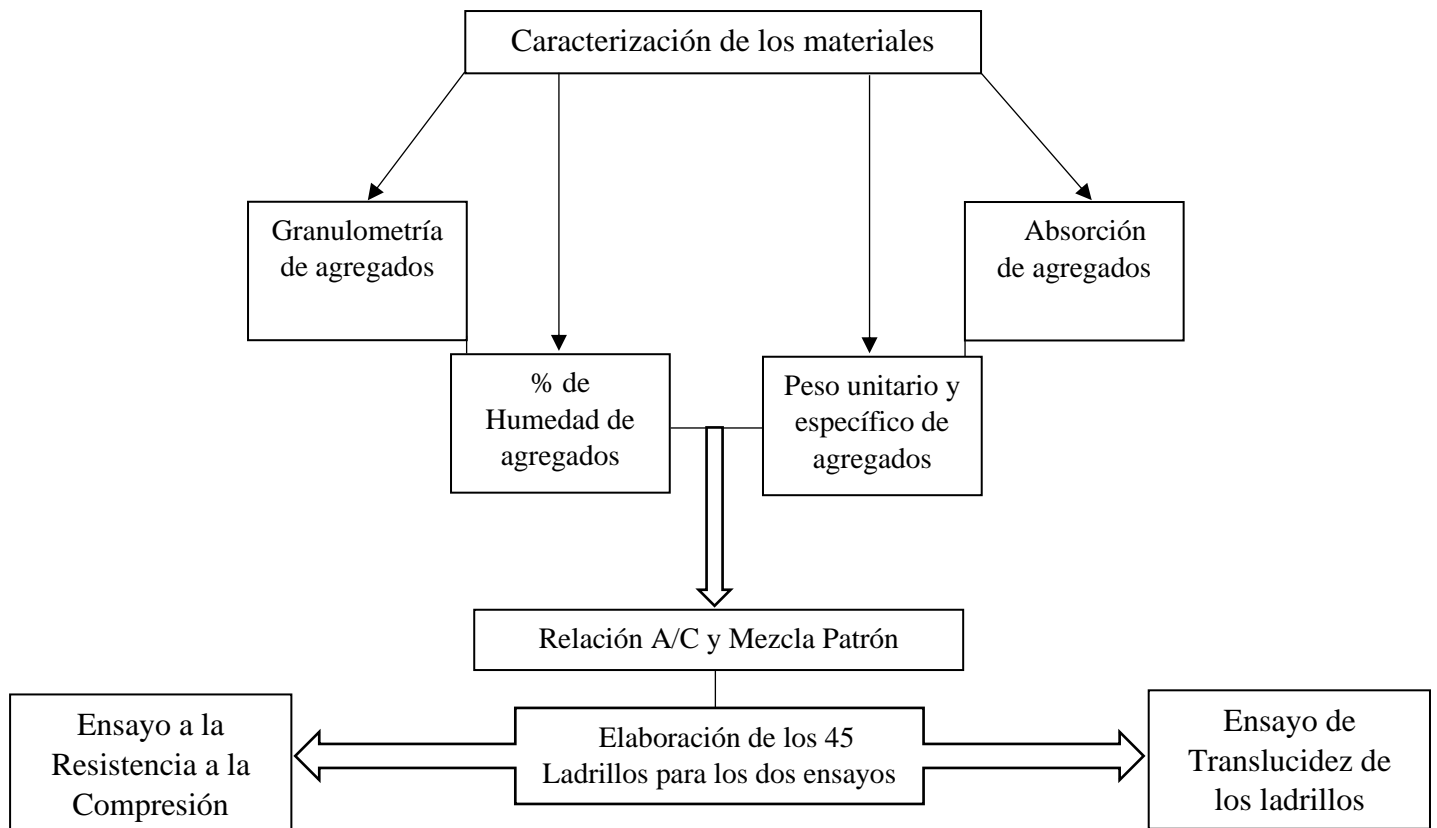 Caracterización de los materiales
Granulometría
de agregados
Absorción
de agregados
% de
Humedad de
agregados
Peso unitario y
específico de
agregados
Relación A/C y Mezcla Patrón
Ensayo a la
Resistencia a la
Compresión
Elaboración de los 45
Ladrillos para los dos ensayos
Ensayo de
Translucidez de
los ladrillos